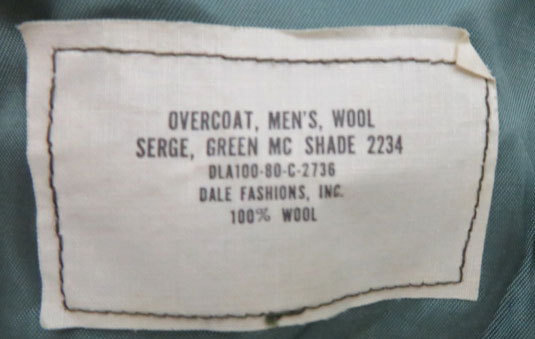 OVERCOAT, MEN'S, WOOL
SERGE, GREEN MC SHADE 2234
DLA100-80-C-2736
DALE FASHIONS, INC.
100% WOOL